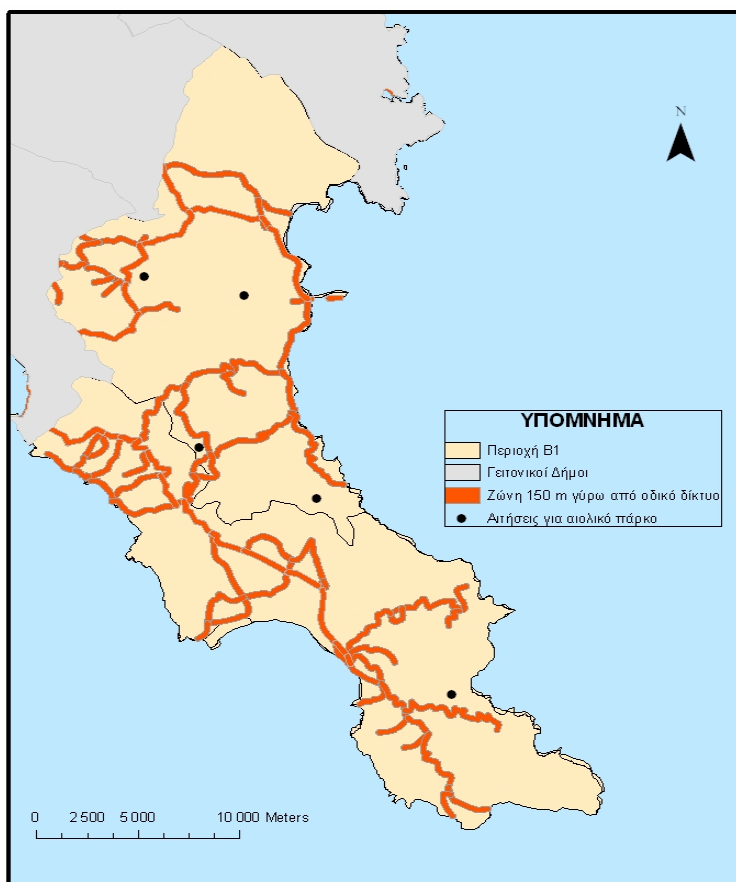 N
ΥΠΟΜΝΗΜΑ
Περιοχή Β1
Γειτονικοί Δήμοι
Ζώνη 150 m γύρω από οδικό δίκτυο
Αιτήσεις για αιολικό πάρκο
0 2 500 5 000 10 000 Meters